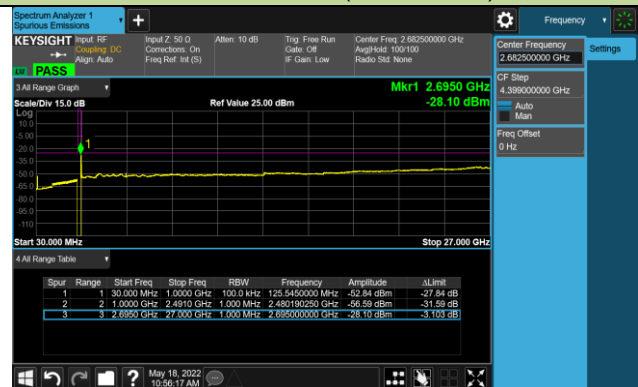 Spectrum Analyzer 1
Spurious Emissions
Frequency
KEYSIGHT
Input: RF
Coupling: DC
Align: Auto
Input Z: 50 Ω
Corrections: On
Freq Ref: Int (S)
Atten: 10 dB
Trig: Free Run
Gate: Off
IF Gain: Low
Center Freq: 2.682500000 GHz
Avg|Hold: 100/100
Radio Std: None
PASS
Center Frequency
2.682500000 GHz
Settings
CF Step
4.399000000 GHz
Auto
Man
Freq Offset
0 Hz
3 All Range Graph
Mkr1 2.6950 GHz
-28.10 dBm
Scale/Div 15.0 dB
Ref Value 25.00 dBm
Log
10.0
-5.00
-20.0
-35.0
-50.0
-65.0
-80.0
-95.0
-110
1
Start 30.000 MHz
Stop 27.000 GHz
4 All Range Table
Spur Range Start Freq Stop Freq RBW Frequency Amplitude ΔLimit
1 1 30.000 MHz 1.0000 GHz 100.0 kHz 125.5450000 MHz -52.84 dBm -27.84 dB
2 2 1.0000 GHz 2.4910 GHz 1.000 MHz 2.480190250 GHz -56.59 dBm -31.59 dB
3 3 2.6950 GHz 27.000 GHz 1.000 MHz 2.695000000 GHz -28.10 dBm -3.103 dB
?
May 18, 2022
10:56:17 AM